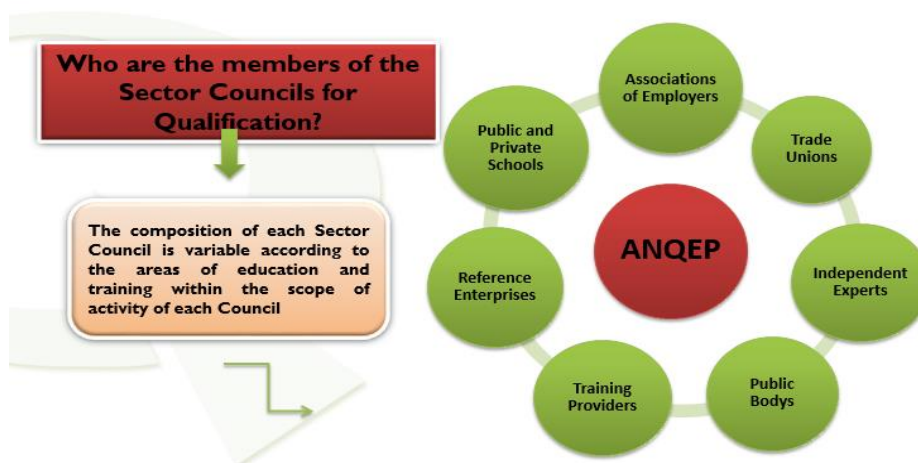 Who are the members of the
Sector Councils for
Qualification?
The composition of each Sector
Council is variable according to
the areas of education and
training within the scope of
activity of each Council
Associations
of Employers
Trade
Unions
Independent
Experts
Public
Bodys
Training
Providers
Reference
Enterprises
Public and
Private
Schools
ANQEP